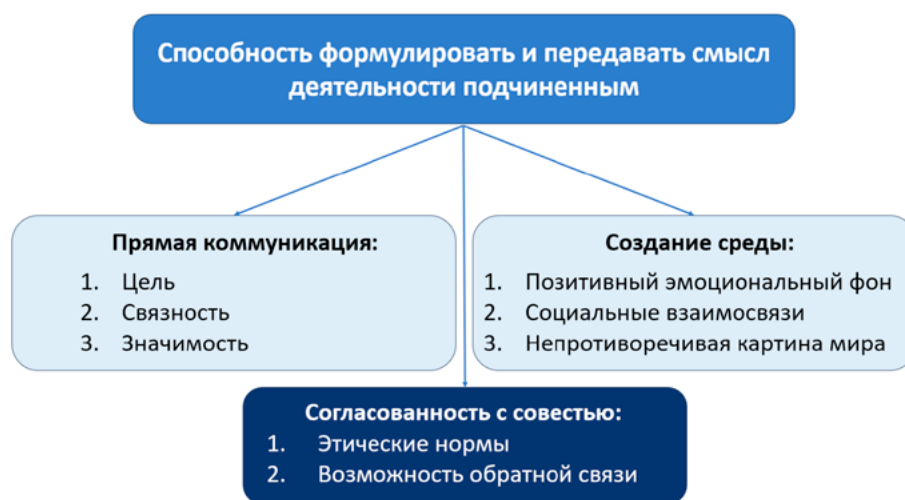 Способность формулировать и передавать смысл
деятельности подчиненным
Прямая коммуникация:
1. Цель
2. Связность
3. Значимость
Создание среды:
1. Позитивный эмоциональный фон
2. Социальные взаимосвязи
3. Непротиворечивая картина мира
Согласованность с совестью:
1. Этические нормы
2. Возможность обратной связи